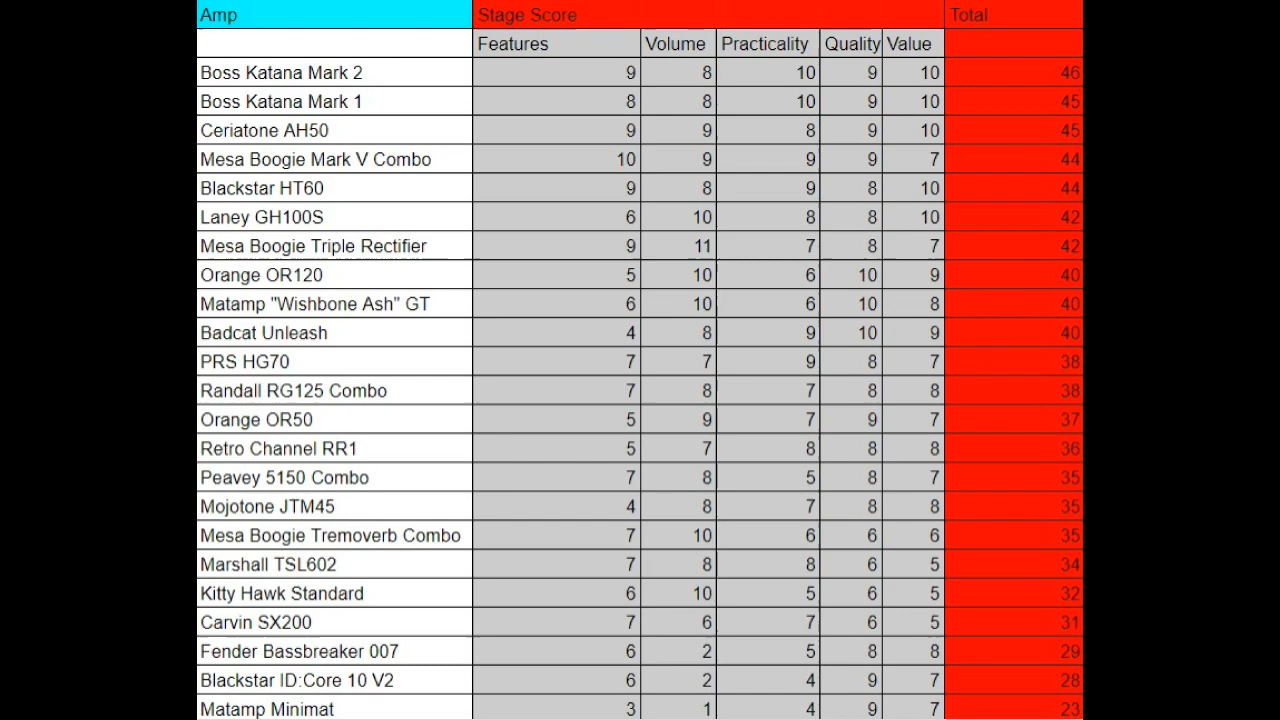 Amp Stage Score Total
Features Volume Practicality Quality Value
Boss Katana Mark 2 9 8 10 9 10 46
Boss Katana Mark 1 8 8 10 9 10 45
Ceriatone AH50 9 9 8 9 10 45
Mesa Boogie Mark V Combo 10 9 9 9 7 44
Blackstar HT60 9 8 9 8 10 44
Laney GH100S 6 10 8 8 10 42
Mesa Boogie Triple Rectifier 9 11 7 8 7 42
Orange OR120 5 10 6 10 9 40
Matamp "Wishbone Ash" GT 6 10 6 10 8 40
Badcat Unleash 4 8 9 10 9 40
PRS HG70 7 7 9 8 7 38
Randall RG125 Combo 7 8 7 8 8 38
Orange OR50 5 9 7 9 7 37
Retro Channel RR1 5 7 8 8 8 36
Peavey 5150 Combo 7 8 5 8 7 35
Mojotone JTM45 4 8 7 8 8 35
Mesa Boogie Tremoverb Combo 7 10 6 6 6 35
Marshall TSL602 7 8 8 6 5 34
Kitty Hawk Standard 6 10 5 6 5 32
Carvin SX200 7 6 7 6 5 31
Fender Bassbreaker 007 6 2 5 8 8 29
Blackstar ID:Core 10 V2 6 2 4 9 7 28
Matamp Minimat 3 1 4 9 7 23